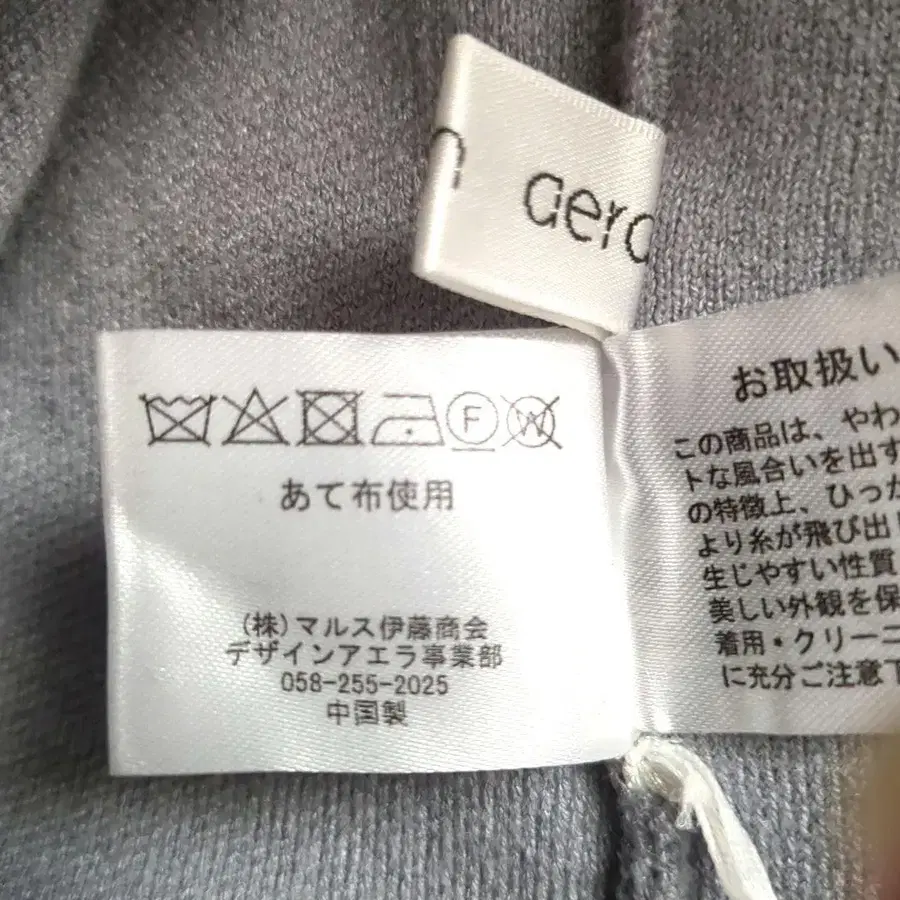 aer
F
W
あて布使用
(株)マルス伊藤商会
デザインアエラ事業部
058-255-2025
中国製
お取扱い
この商品は、やわ
トな風合いを出す
の特徴上、ひっか
より糸が飛び出し
生じやすい性質
美しい外観を保
着用・クリーニ
に充分ご注意下